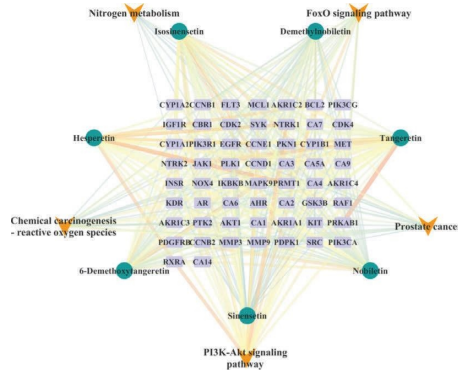 Nitrogen metabolism
FoxO signaling pathway
Isosinensetin
Demethylnobiletin
CYP1A2 CCNB1 FLT3 MCL1 AKR1C2 BCL2 PIK3CG
IGF1R CBR1 CDK2 SYK NTRK1 CA7 CDK4
Hesperetin
Tangeretin
CYP1A1 PIK3R1 EGFR CCNE1 PKN1 CYP1B1 MET
NTRK2 JAK1 PLK1 CCND1 CA3 CA5A CA9
INSR NOX4 IKBKB MAPK9 PRMT1 CA4 AKR1C4
KDR AR CA6 AHR CA2 GSK3B RAF1
Chemical carcinogenesis
- reactive oxygen species
AKR1C3 PTK2 AKT1 CA1 AKR1A1 KIT PRKAB1
Prostate cancer
PDGFRB CCNB2 MMP3 MMP9 PDPK1 SRC PIK3CA
RXRA CA14
6-Demethoxytangeretin
Nobiletin
Sinensetin
PI3K-Akt signaling
pathway